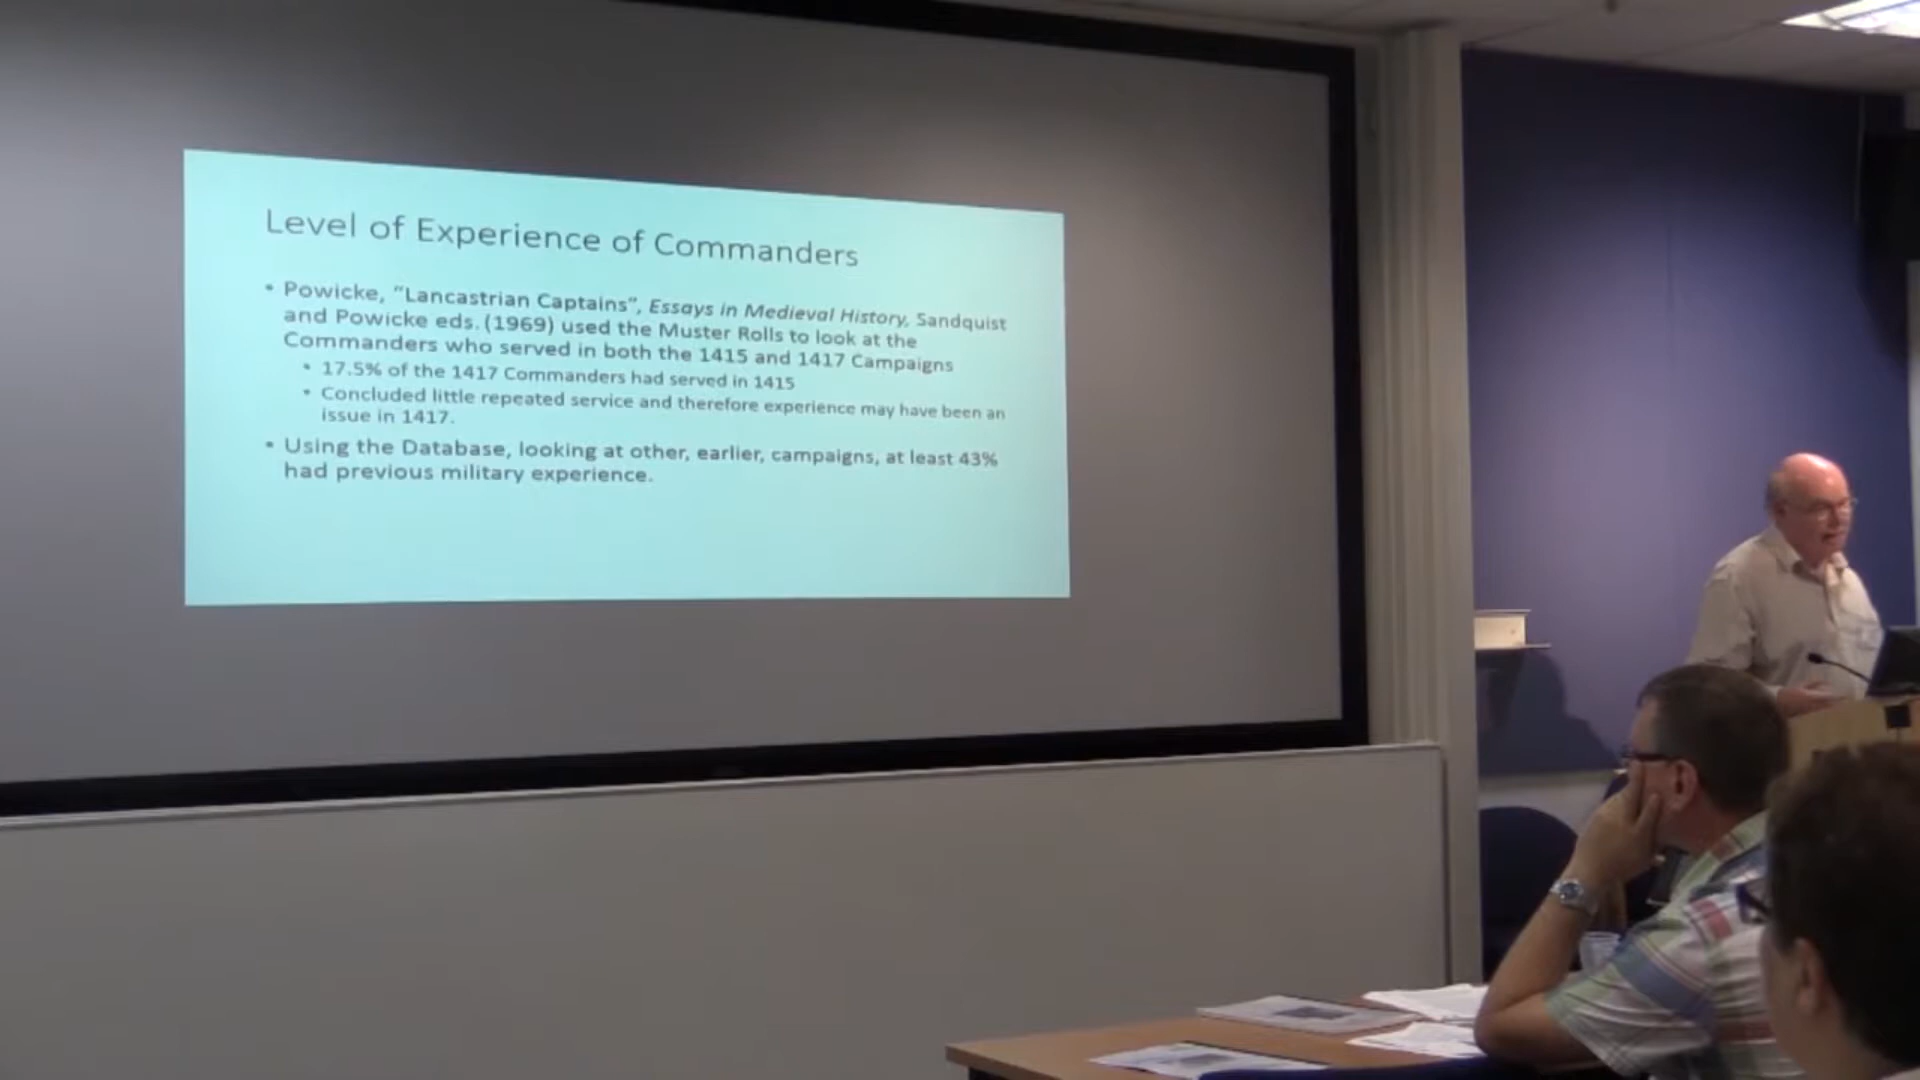 Level of Experience of Commanders
• Powicke, “Lancastrian Captains”, Essays in Medieval History, Sandquist
and Powicke eds. (1969) used the Muster Rolls to look at the
Commanders who served in both the 1415 and 1417 Campaigns
• 17.5% of the 1417 Commanders had served in 1415
• Concluded little repeated service and therefore experience may have been an
issue in 1417.
• Using the Database, looking at other, earlier, campaigns, at least 43%
had previous military experience.